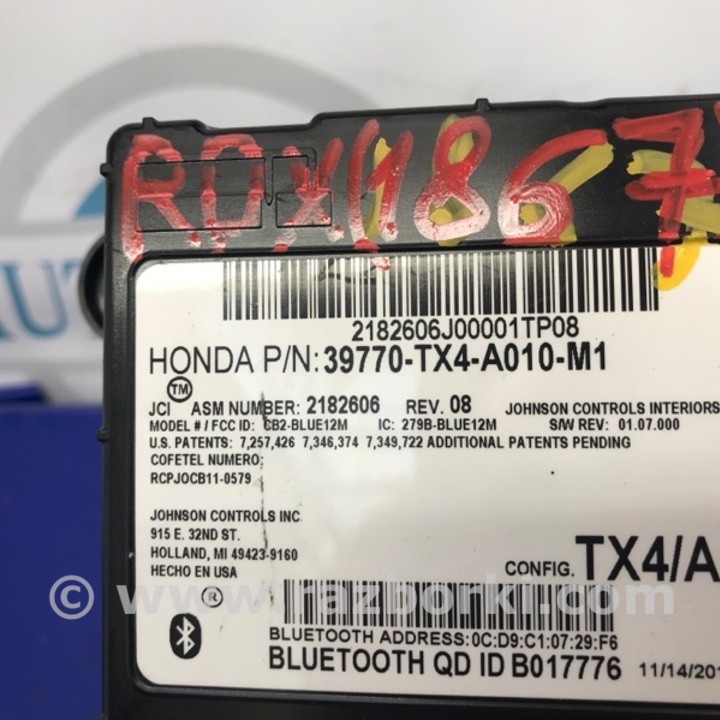 RDX 1867
AUT
2182606J00001TP08
HONDA P/N: 39770-TX4-A010-M1
TM
JCI ASM NUMBER: 2182606 REV. 08 JOHNSON CONTROLS INTERIORS
MODEL # / FCC ID: CB2-BLUE12M IC: 279B-BLUE12M S/W REV: 01.07.000
U.S. PATENTS: 7,257,426 7,346,374 7,349,722 ADDITIONAL PATENTS PENDING
COFETEL NUMERO:
RCPJOCB11-0579
JOHNSON CONTROLS INC
915 E. 32ND ST.
HOLLAND, MI 49423-9160
HECHO EN USA
CONFIG. TX4/A
© www.razborki.com
®
BLUETOOTH ADDRESS:0C:D9:C1:07:29:F6
BLUETOOTH QD ID B017776 11/14/201